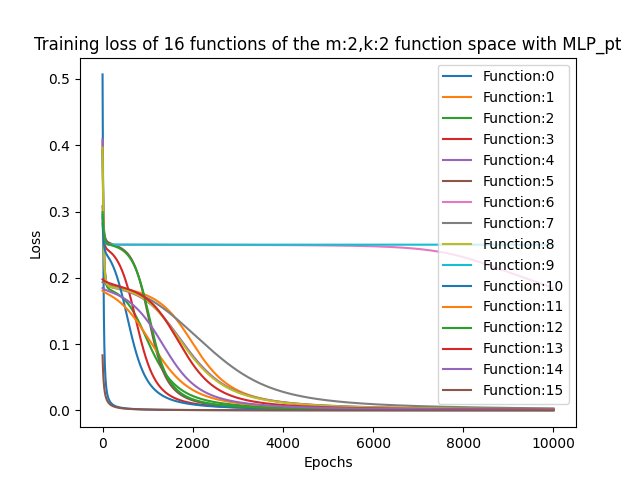 Training loss of 16 functions of the m:2,k:2 function space with MLP_pt
Loss
0.5
0.4
0.3
0.2
0.1
0.0
0
2000
4000
6000
8000
10000
Epochs
Function:0
Function:1
Function:2
Function:3
Function:4
Function:5
Function:6
Function:7
Function:8
Function:9
Function:10
Function:11
Function:12
Function:13
Function:14
Function:15